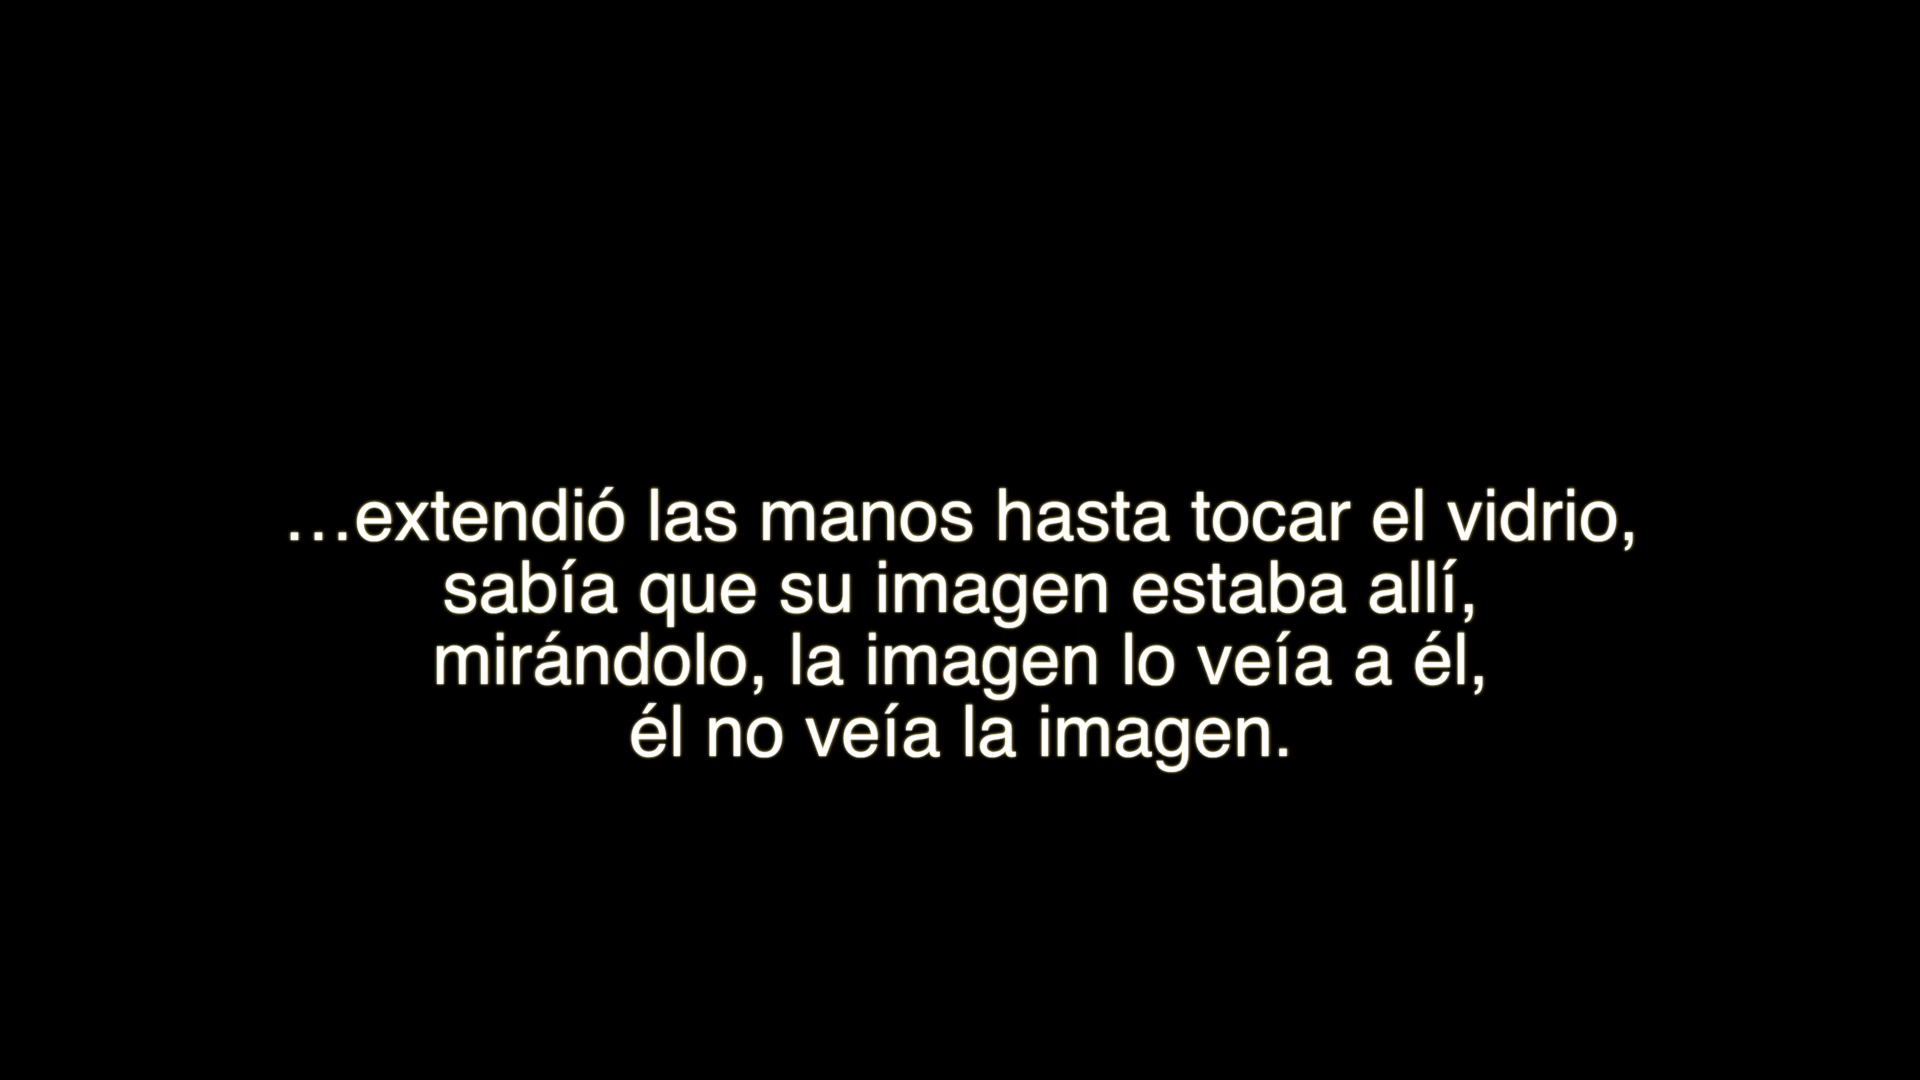 …extendió las manos hasta tocar el vidrio,
sabía que su imagen estaba allí,
mirándolo, la imagen lo veía a él,
él no veía la imagen.